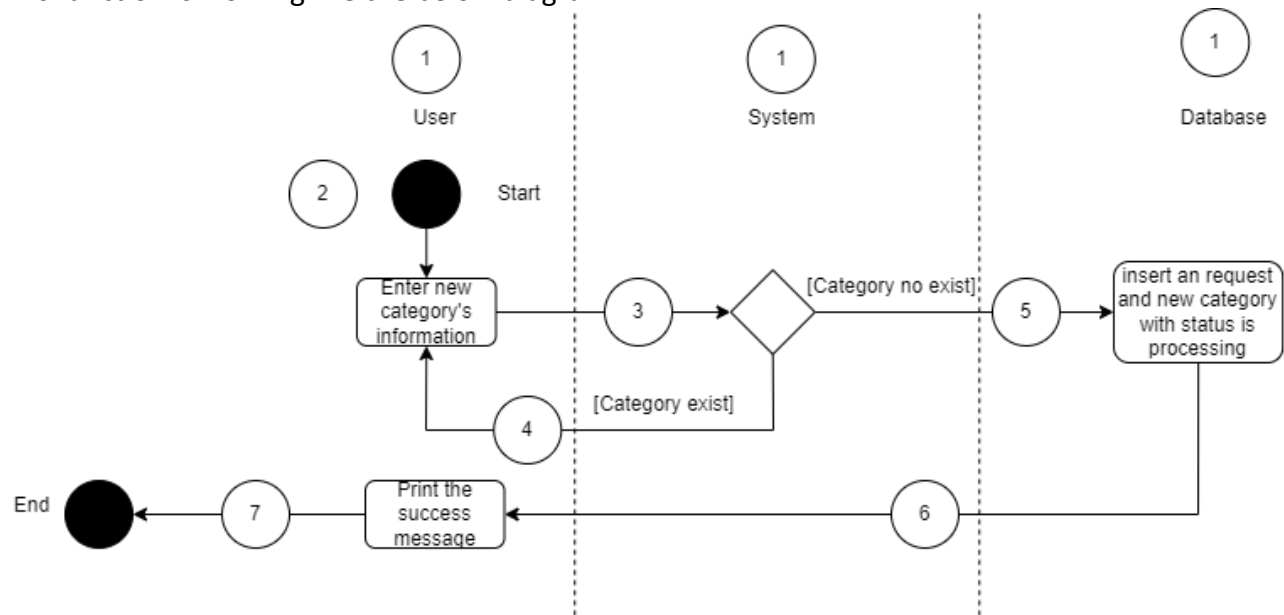 1
1
1
User
System
Database
2
Start
Enter new
category's
information
3
[Category no exist]
5
insert an request
and new category
with status is
processing
[Category exist]
4
End
7
Print the
success
message
6